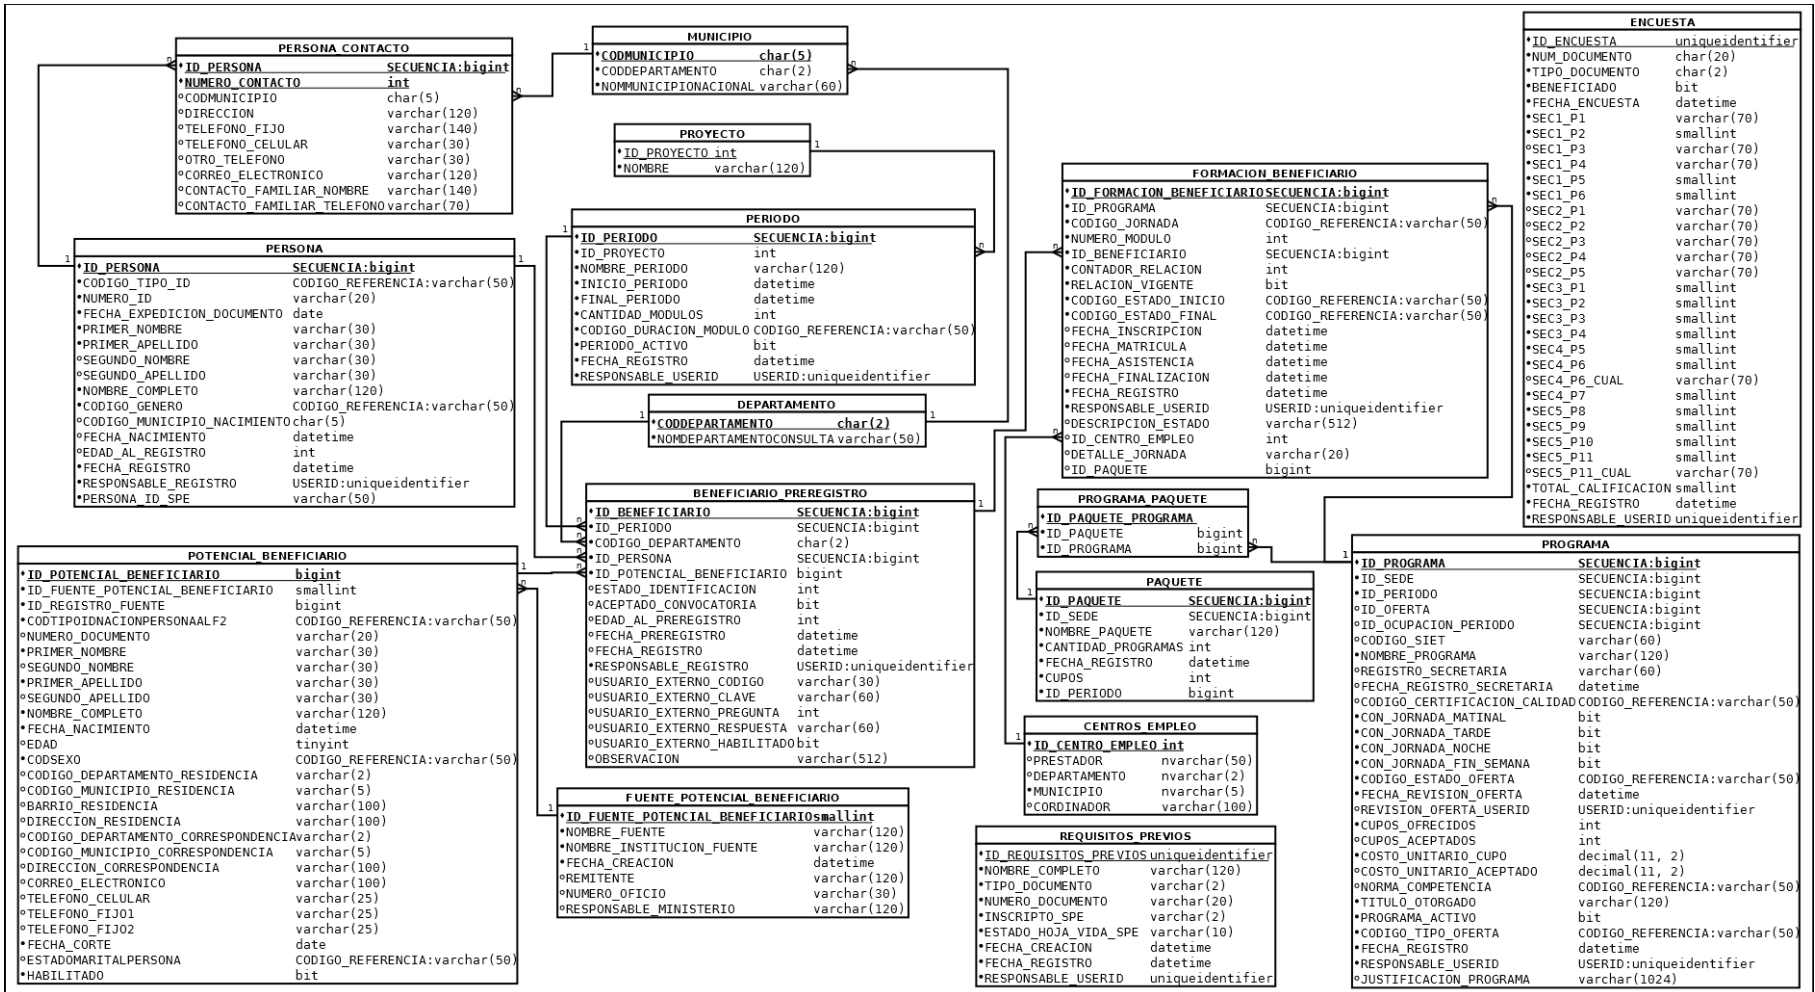 PERSONA_CONTACTO
ID_PERSONA SECUENCIA:bigint
NUMERO_CONTACTO int
CODMUNICIPIO char(5)
DIRECCION varchar(120)
TELEFONO_FIJO varchar(140)
TELEFONO_CELULAR varchar(30)
OTRO_TELEFONO varchar(30)
CORREO_ELECTRONICO varchar(120)
CONTACTO_FAMILIAR_NOMBRE varchar(140)
CONTACTO_FAMILIAR_TELEFONO varchar(70)
MUNICIPIO
CODMUNICIPIO char(5)
CODDEPARTAMENTO char(2)
NOMMUNICIPIONACIONAL varchar(60)
PROYECTO
ID_PROYECTO int
NOMBRE varchar(120)
PERIODO
ID_PERIODO SECUENCIA:bigint
ID_PROYECTO int
NOMBRE_PERIODO varchar(120)
INICIO_PERIODO datetime
FINAL_PERIODO datetime
CANTIDAD_MODULOS int
CODIGO_DURACION_MODULO CODIGO_REFERENCIA:varchar(50)
PERIODO_ACTIVO bit
FECHA_REGISTRO datetime
RESPONSABLE_USERID USERID:uniqueidentifier
PERSONA
ID_PERSONA SECUENCIA:bigint
CODIGO_TIPO_ID CODIGO_REFERENCIA:varchar(50)
NUMERO_ID varchar(20)
FECHA_EXPEDICION_DOCUMENTO date
PRIMER_NOMBRE varchar(30)
PRIMER_APELLIDO varchar(30)
SEGUNDO_NOMBRE varchar(30)
SEGUNDO_APELLIDO varchar(30)
NOMBRE_COMPLETO varchar(120)
CODIGO_GENERO CODIGO_REFERENCIA:varchar(50)
CODIGO_MUNICIPIO_NACIMIENTO char(5)
FECHA_NACIMIENTO datetime
EDAD_AL_REGISTRO int
FECHA_REGISTRO datetime
RESPONSABLE_REGISTRO USERID:uniqueidentifier
PERSONA_ID_SPE varchar(50)
DEPARTAMENTO
CODDEPARTAMENTO char(2)
NOMDEPARTAMENTOCONSULTA varchar(50)
FORMACION_BENEFICIARIO
ID_FORMACION_BENEFICIARIO SECUENCIA:bigint
ID_PROGRAMA SECUENCIA:bigint
CODIGO_JORNADA CODIGO_REFERENCIA:varchar(50)
NUMERO_MODULO int
ID_BENEFICIARIO SECUENCIA:bigint
CONTADOR_RELACION int
RELACION_VIGENTE bit
CODIGO_ESTADO_INICIO CODIGO_REFERENCIA:varchar(50)
CODIGO_ESTADO_FINAL CODIGO_REFERENCIA:varchar(50)
FECHA_INSCRIPCION datetime
FECHA_MATRICULA datetime
FECHA_ASISTENCIA datetime
FECHA_FINALIZACION datetime
FECHA_REGISTRO datetime
RESPONSABLE_USERID USERID:uniqueidentifier
DESCRIPCION_ESTADO varchar(512)
ID_CENTRO_EMPLEO int
DETALLE_JORNADA varchar(20)
ID_PAQUETE bigint
ENCUESTA
ID_ENCUESTA uniqueidentifier
NUM_DOCUMENTO char(20)
TIPO_DOCUMENTO char(2)
BENEFICIADO bit
FECHA_ENCUESTA datetime
SEC1_P1 varchar(70)
SEC1_P2 smallint
SEC1_P3 varchar(70)
SEC1_P4 varchar(70)
SEC1_P5 smallint
SEC1_P6 smallint
SEC2_P1 varchar(70)
SEC2_P2 varchar(70)
SEC2_P3 varchar(70)
SEC2_P4 varchar(70)
SEC2_P5 varchar(70)
SEC3_P1 smallint
SEC3_P2 smallint
SEC3_P3 smallint
SEC3_P4 smallint
SEC4_P5 smallint
SEC4_P6 smallint
SEC4_P6_CUAL varchar(70)
SEC4_P7 smallint
SEC5_P8 smallint
SEC5_P9 smallint
SEC5_P10 smallint
SEC5_P11 smallint
SEC5_P11_CUAL varchar(70)
TOTAL_CALIFICACION smallint
FECHA_REGISTRO datetime
RESPONSABLE_USERID uniqueidentifier
POTENCIAL_BENEFICIARIO
ID_POTENCIAL_BENEFICIARIO bigint
ID_FUENTE_POTENCIAL_BENEFICIARIO smallint
ID_REGISTRO_FUENTE bigint
CODTIPOIDNACIONPERSONAALF2 CODIGO_REFERENCIA:varchar(50)
NUMERO_DOCUMENTO varchar(20)
PRIMER_NOMBRE varchar(30)
SEGUNDO_NOMBRE varchar(30)
PRIMER_APELLIDO varchar(30)
SEGUNDO_APELLIDO varchar(30)
NOMBRE_COMPLETO varchar(120)
FECHA_NACIMIENTO datetime
EDAD tinyint
CODSEXO CODIGO_REFERENCIA:varchar(50)
CODIGO_DEPARTAMENTO_RESIDENCIA varchar(2)
CODIGO_MUNICIPIO_RESIDENCIA varchar(5)
BARRIO_RESIDENCIA varchar(100)
DIRECCION_RESIDENCIA varchar(100)
CODIGO_DEPARTAMENTO_CORRESPONDENCIA varchar(2)
CODIGO_MUNICIPIO_CORRESPONDENCIA varchar(5)
DIRECCION_CORRESPONDENCIA varchar(100)
CORREO_ELECTRONICO varchar(100)
TELEFONO_CELULAR varchar(25)
TELEFONO_FIJO1 varchar(25)
TELEFONO_FIJO2 varchar(25)
FECHA_CORTE date
ESTADOMARITALPERSONA CODIGO_REFERENCIA:varchar(50)
HABILITADO bit
BENEFICIARIO_PREREGISTRO
ID_BENEFICIARIO SECUENCIA:bigint
ID_PERIODO SECUENCIA:bigint
CODIGO_DEPARTAMENTO char(2)
ID_PERSONA SECUENCIA:bigint
ID_POTENCIAL_BENEFICIARIO bigint
ESTADO_IDENTIFICACION int
ACEPTADO_CONVOCATORIA bit
EDAD_AL_PREREGISTRO int
FECHA_PREREGISTRO datetime
FECHA_REGISTRO datetime
RESPONSABLE_REGISTRO USERID:uniqueidentifier
USUARIO_EXTERNO_CODIGO varchar(30)
USUARIO_EXTERNO_CLAVE varchar(60)
USUARIO_EXTERNO_PREGUNTA int
USUARIO_EXTERNO_RESPUESTA varchar(60)
USUARIO_EXTERNO_HABILITADO bit
OBSERVACION varchar(512)
FUENTE_POTENCIAL_BENEFICIARIO
ID_FUENTE_POTENCIAL_BENEFICIARIO smallint
NOMBRE_FUENTE varchar(120)
NOMBRE_INSTITUCION_FUENTE varchar(120)
FECHA_CREACION datetime
REMITENTE varchar(120)
NUMERO_OFICIO varchar(30)
RESPONSABLE_MINISTERIO varchar(120)
PROGRAMA_PAQUETE
ID_PAQUETE_PROGRAMA
ID_PAQUETE bigint
ID_PROGRAMA bigint
PAQUETE
ID_PAQUETE SECUENCIA:bigint
ID_SEDE SECUENCIA:bigint
NOMBRE_PAQUETE varchar(120)
CANTIDAD_PROGRAMAS int
FECHA_REGISTRO datetime
CUPOS int
ID_PERIODO bigint
CENTROS_EMPLEO
ID_CENTRO_EMPLEO int
PRESTADOR nvarchar(50)
DEPARTAMENTO nvarchar(2)
MUNICIPIO nvarchar(5)
CORDINADOR varchar(100)
REQUISITOS_PREVIOS
ID_REQUISITOS_PREVIOS uniqueidentifier
NOMBRE_COMPLETO varchar(120)
TIPO_DOCUMENTO varchar(2)
NUMERO_DOCUMENTO varchar(20)
INSCRIPTO_SPE varchar(2)
ESTADO_HOJA_VIDA_SPE varchar(10)
FECHA_CREACION datetime
FECHA_REGISTRO datetime
RESPONSABLE_USERID uniqueidentifier
PROGRAMA
ID_PROGRAMA SECUENCIA:bigint
ID_SEDE SECUENCIA:bigint
ID_PERIODO SECUENCIA:bigint
ID_OFERTA SECUENCIA:bigint
ID_OCUPACION_PERIODO SECUENCIA:bigint
CODIGO_SIET varchar(60)
NOMBRE_PROGRAMA varchar(120)
REGISTRO_SECRETARIA varchar(60)
FECHA_REGISTRO_SECRETARIA datetime
CODIGO_CERTIFICACION_CALIDAD CODIGO_REFERENCIA:varchar(50)
CON_JORNADA_MATINAL bit
CON_JORNADA_TARDE bit
CON_JORNADA_NOCHE bit
CON_JORNADA_FIN_SEMANA bit
CODIGO_ESTADO_OFERTA CODIGO_REFERENCIA:varchar(50)
FECHA_REVISION_OFERTA datetime
REVISION_OFERTA_USERID USERID:uniqueidentifier
CUPOS_OFRECIDOS int
CUPOS_ACEPTADOS int
COSTO_UNITARIO_CUPO decimal(11, 2)
COSTO_UNITARIO_ACEPTADO decimal(11, 2)
NORMA_COMPETENCIA CODIGO_REFERENCIA:varchar(50)
TITULO_OTORGADO varchar(120)
PROGRAMA_ACTIVO bit
CODIGO_TIPO_OFERTA CODIGO_REFERENCIA:varchar(50)
FECHA_REGISTRO datetime
RESPONSABLE_USERID USERID:uniqueidentifier
JUSTIFICACION_PROGRAMA varchar(1024)